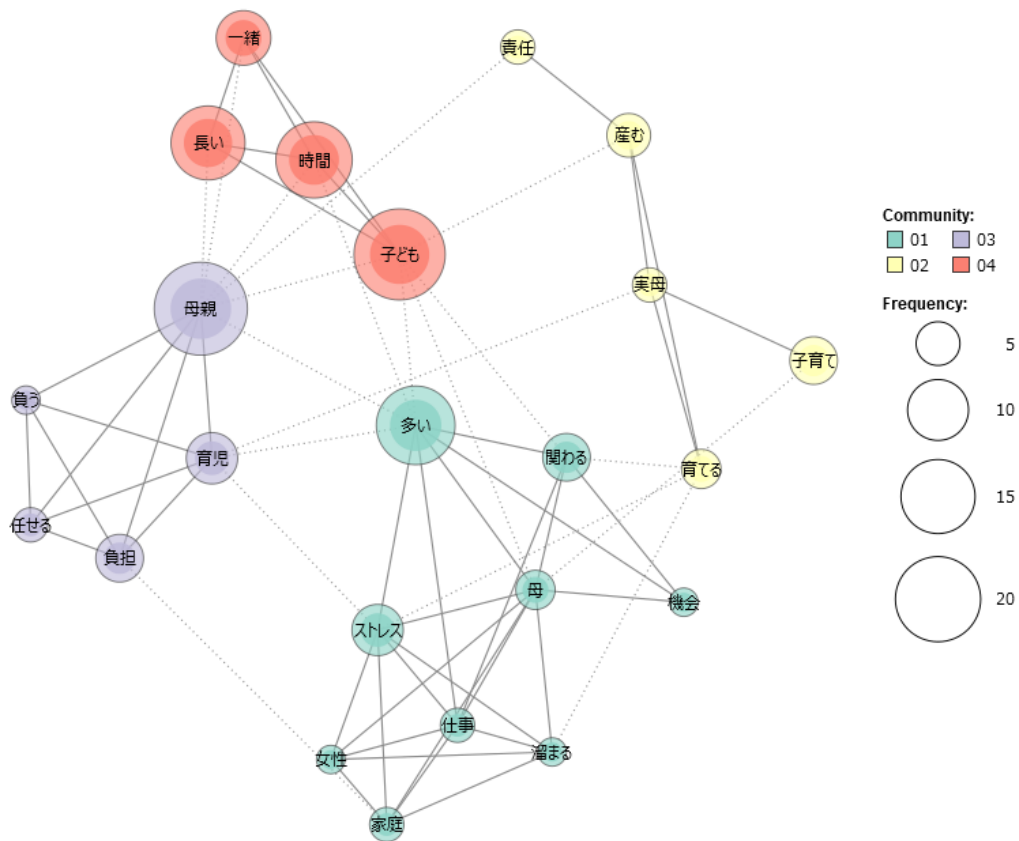 一緒
責任
産む
長い
時間
子ども
実母
母親
子育て
負う
多い
育児
関わる
育てる
任せる
負担
母
機会
ストレス
仕事
女性
溜まる
家庭
Community:
01 03
02 04
Frequency:
5
10
15
20